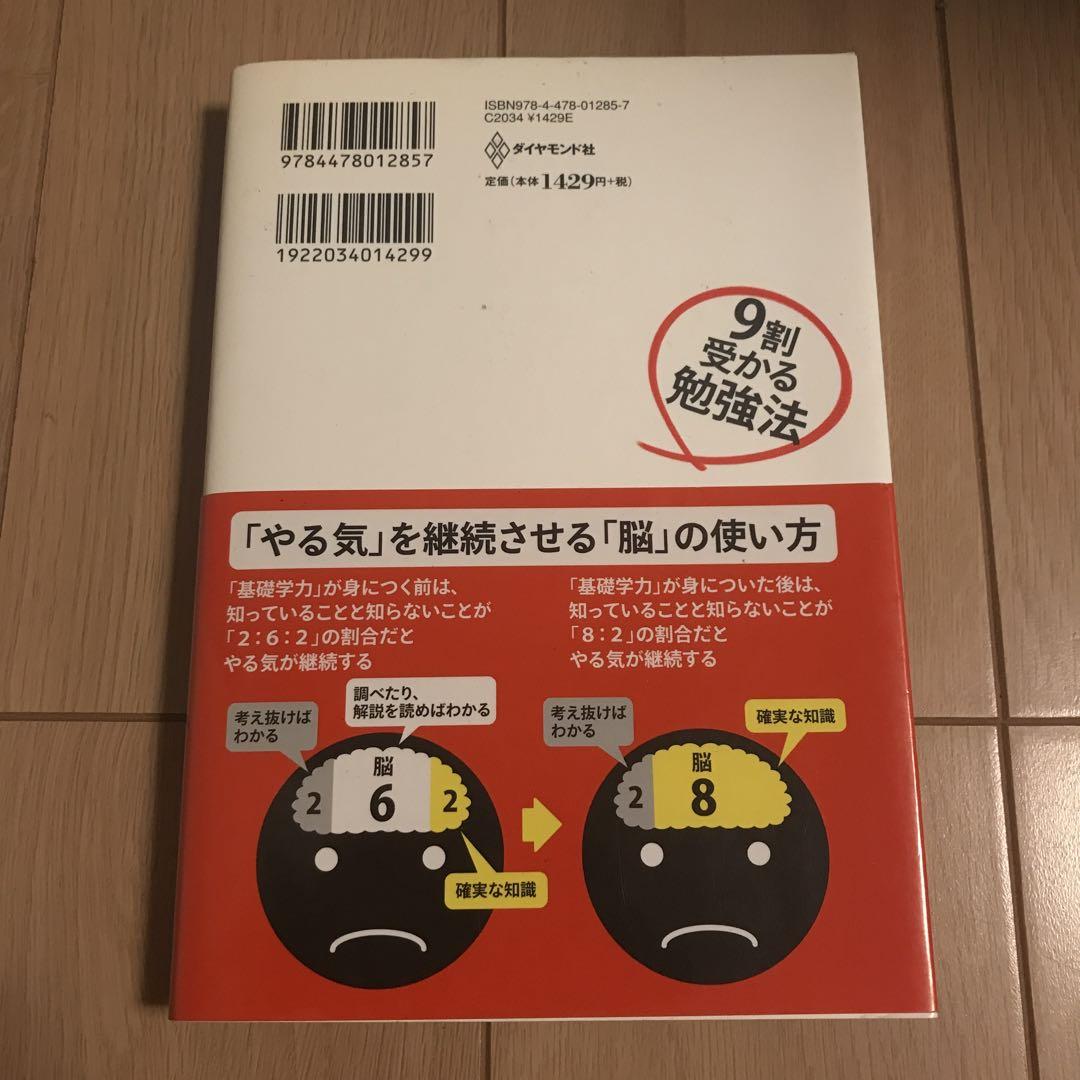 ISBN978-4-478-01285-7
C2034 ¥1429E
9784478012857
ダイヤモンド社
定価(本体1429円+税)
1922034014299
9割
受かる
勉強法
「やる気」を継続させる「脳」の使い方
「基礎学力」が身につく前は、
知っていることと知らないことが
「2:6:2」の割合だと
やる気が継続する
調べたり、
解説を読めばわかる
考え抜けば
わかる
脳
2
6
2
確実な知識
「基礎学力」が身についた後は、
知っていることと知らないことが
「8:2」の割合だと
やる気が継続する
考え抜けば
わかる
確実な知識
脳
2
8